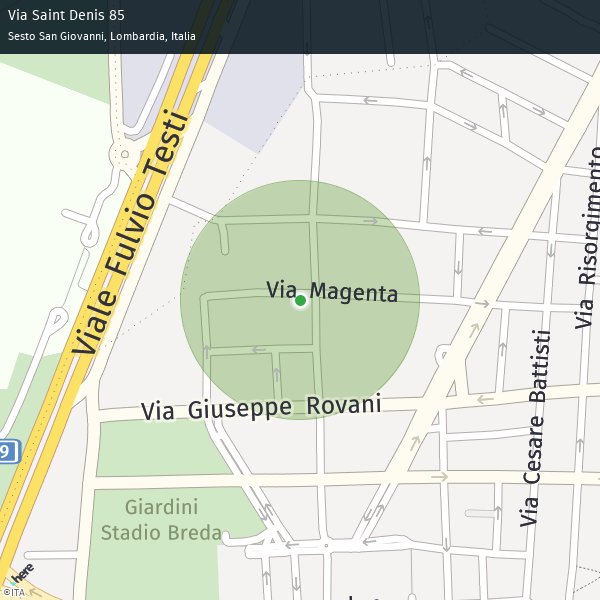 Via Saint Denis 85
Sesto San Giovanni, Lombardia, Italia
Viale Fulvio Testi
Via Risorgimento
Via Magenta
Via Giuseppe Rovani
Via Cesare Battisti
9
Giardini
Stadio Breda
here
©ITA